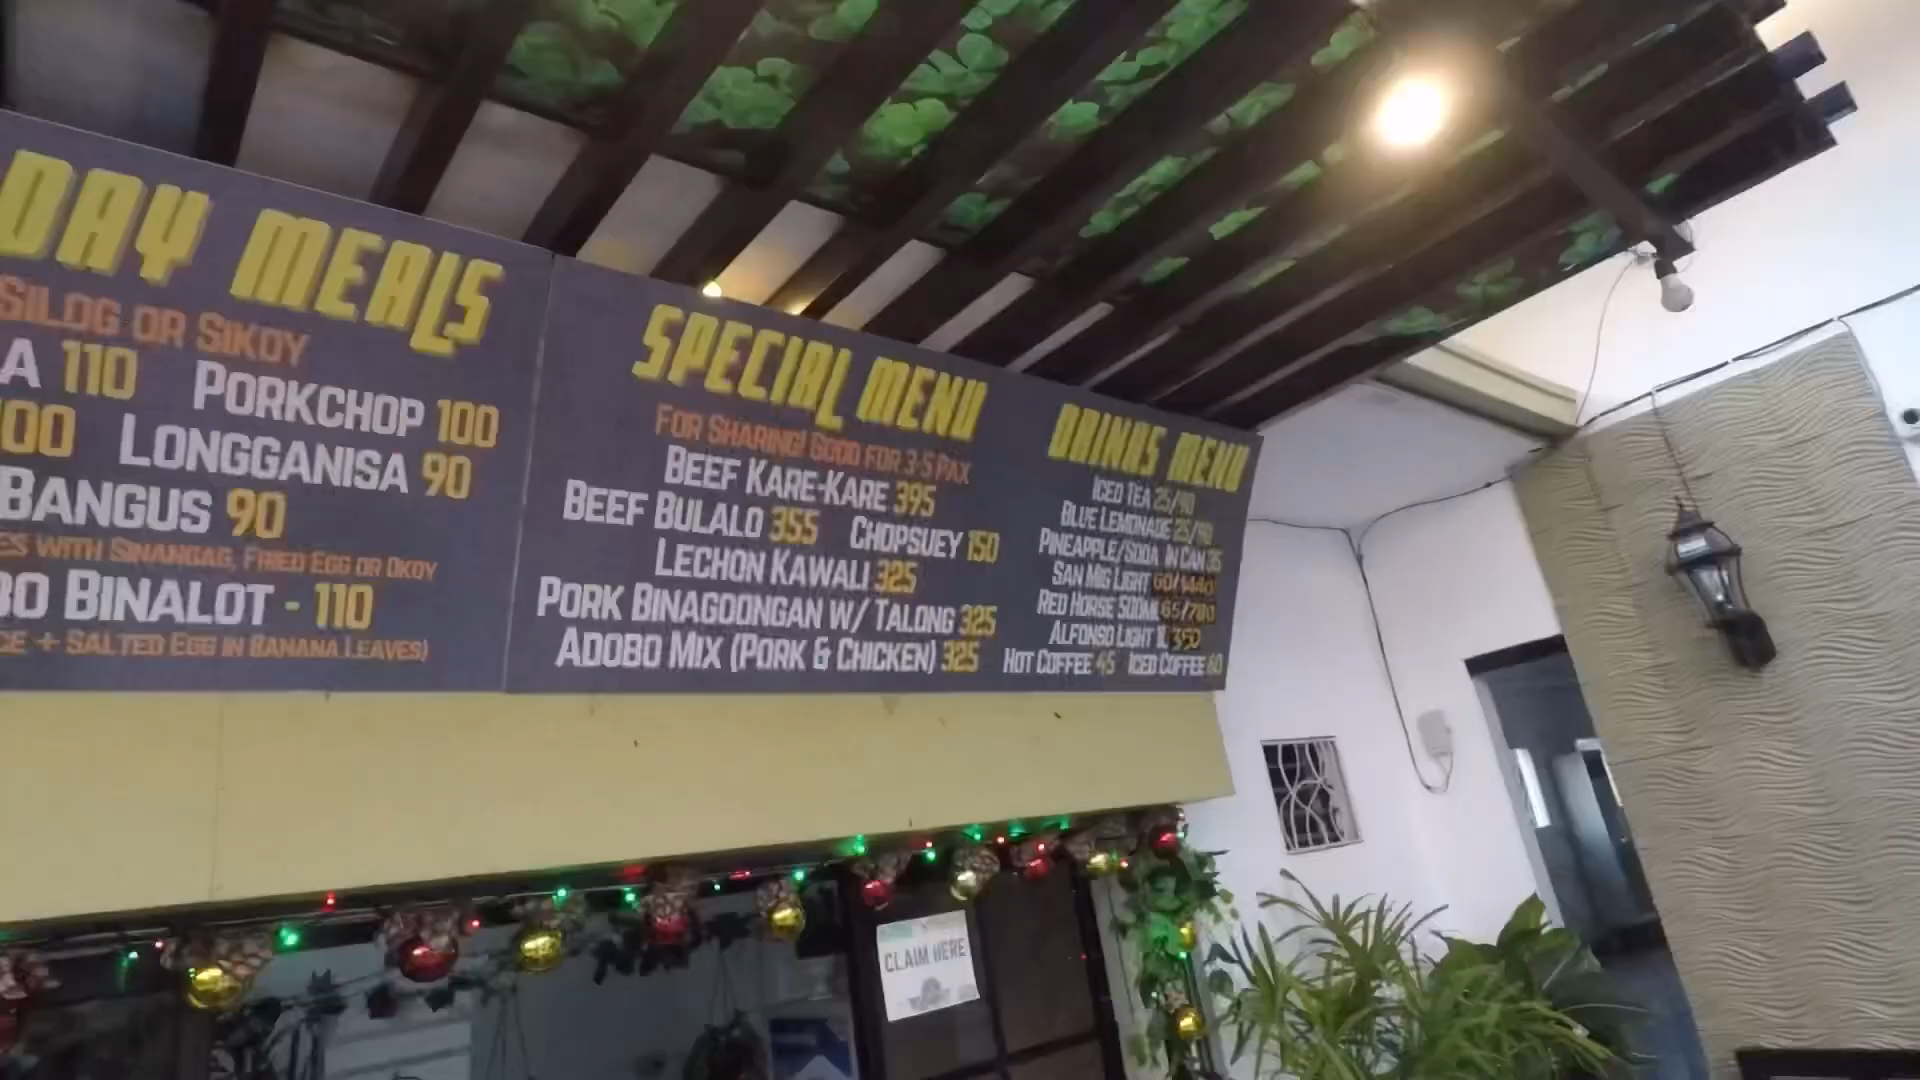 DAY MEALS
SILOG OR SIKOY
A 110 PORKCHOP 100
00 LONGGANISA 90
BANGUS 90
ES WITH SINANGAG, FRIED EGG OR OKOY
BO BINALOT - 110
CE + SALTED EGG IN BANANA LEAVES)
SPECIAL MENU
FOR SHARING! GOOD FOR 3-5 PAX
BEEF KARE-KARE 395
BEEF BULALO 355 CHOPSUEY 150
LECHON KAWALI 325
PORK BINAGOONGAN W/ TALONG 325
ADOBO MIX (PORK & CHICKEN) 325
DRINKS MENU
ICED TEA 25/90
BLUE LEMONADE 25/90
PINEAPPLE/SODA IN CAN 35
SAN MIG LIGHT 60/1440
RED HORSE 500ML 65/780
ALFONSO LIGHT 1L 350
HOT COFFEE 45 ICED COFFEE 60
CLAIM HERE